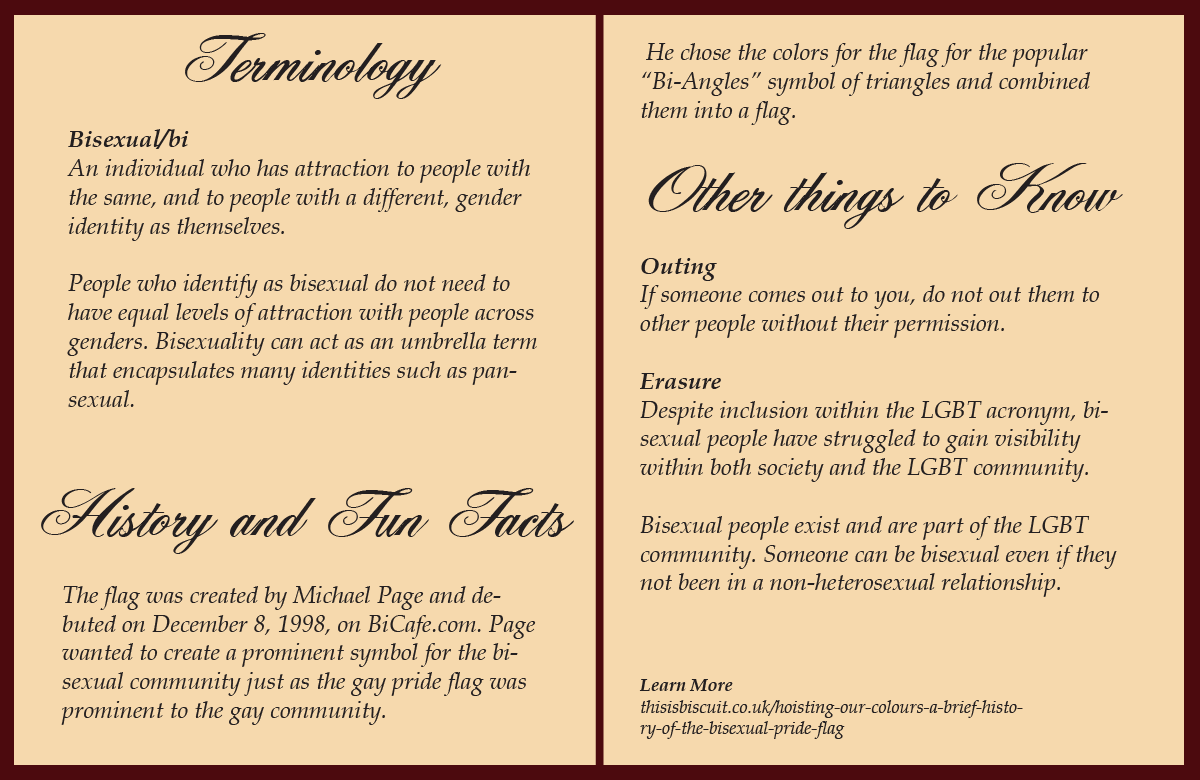 Terminology
Bisexual/bi
An individual who has attraction to people with
the same, and to people with a different, gender
identity as themselves.
People who identify as bisexual do not need to
have equal levels of attraction with people across
genders. Bisexuality can act as an umbrella term
that encapsulates many identities such as pan-
sexual.
History and Fun Facts
The flag was created by Michael Page and de-
buted on December 8, 1998, on BiCafe.com. Page
wanted to create a prominent symbol for the bi-
sexual community just as the gay pride flag was
prominent to the gay community.
He chose the colors for the flag for the popular
“Bi-Angles” symbol of triangles and combined
them into a flag.
Other things to Know
Outing
If someone comes out to you, do not out them to
other people without their permission.
Erasure
Despite inclusion within the LGBT acronym, bi-
sexual people have struggled to gain visibility
within both society and the LGBT community.
Bisexual people exist and are part of the LGBT
community. Someone can be bisexual even if they
not been in a non-heterosexual relationship.
Learn More
thisisbiscuit.co.uk/hoisting-our-colours-a-brief-histo-
ry-of-the-bisexual-pride-flag